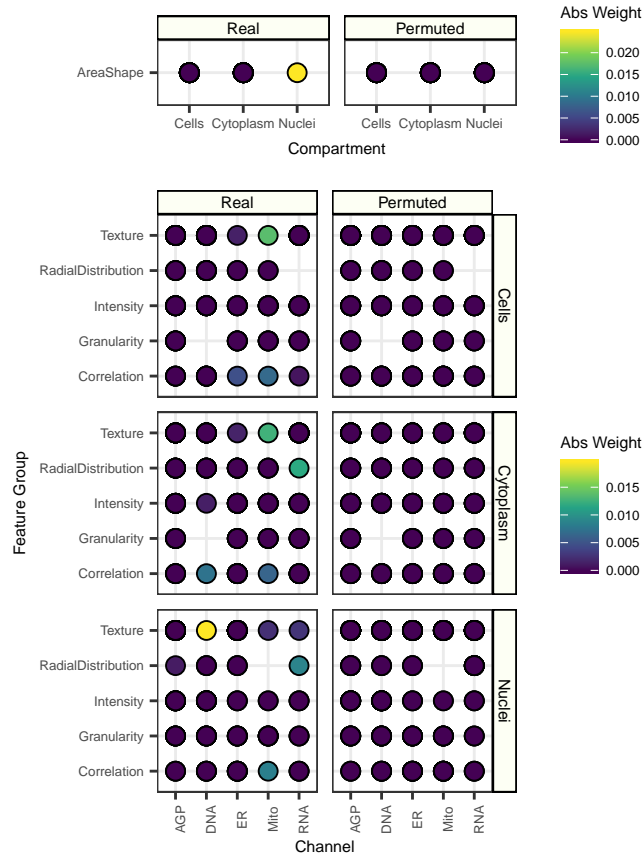 Real
Permuted
AreaShape
Cells
Cytoplasm
Nuclei
Cells
Cytoplasm
Nuclei
Compartment
Abs Weight
0.020
0.015
0.010
0.005
0.000
Real
Permuted
Texture
RadialDistribution
Intensity
Granularity
Correlation
Cells
Texture
RadialDistribution
Intensity
Granularity
Correlation
Cytoplasm
Texture
RadialDistribution
Intensity
Granularity
Correlation
Nuclei
Feature Group
AGP
DNA
ER
Mito
RNA
AGP
DNA
ER
Mito
RNA
Channel
Abs Weight
0.015
0.010
0.005
0.000